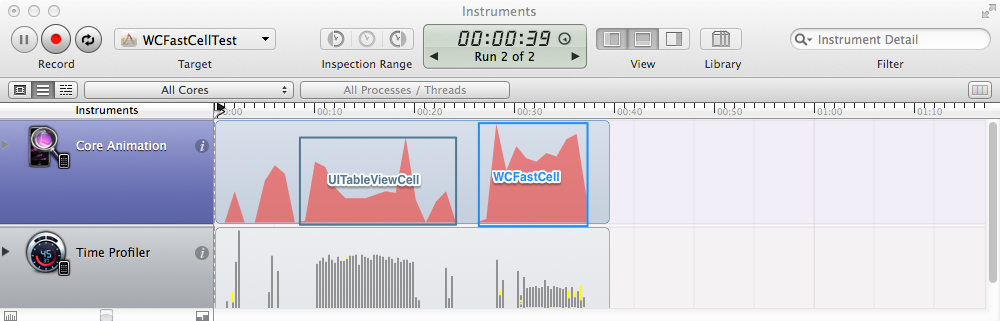 Instruments
WCFastCellTest
00:00:39
Run 2 of 2
Instrument Detail
Record
Target
Inspection Range
View
Library
Filter
All Cores
All Processes / Threads
Instruments
00:00 00:10 00:20 00:30 00:40 00:50 01:00 01:10
Core Animation
UITableViewCell
WCFastCell
Time Profiler